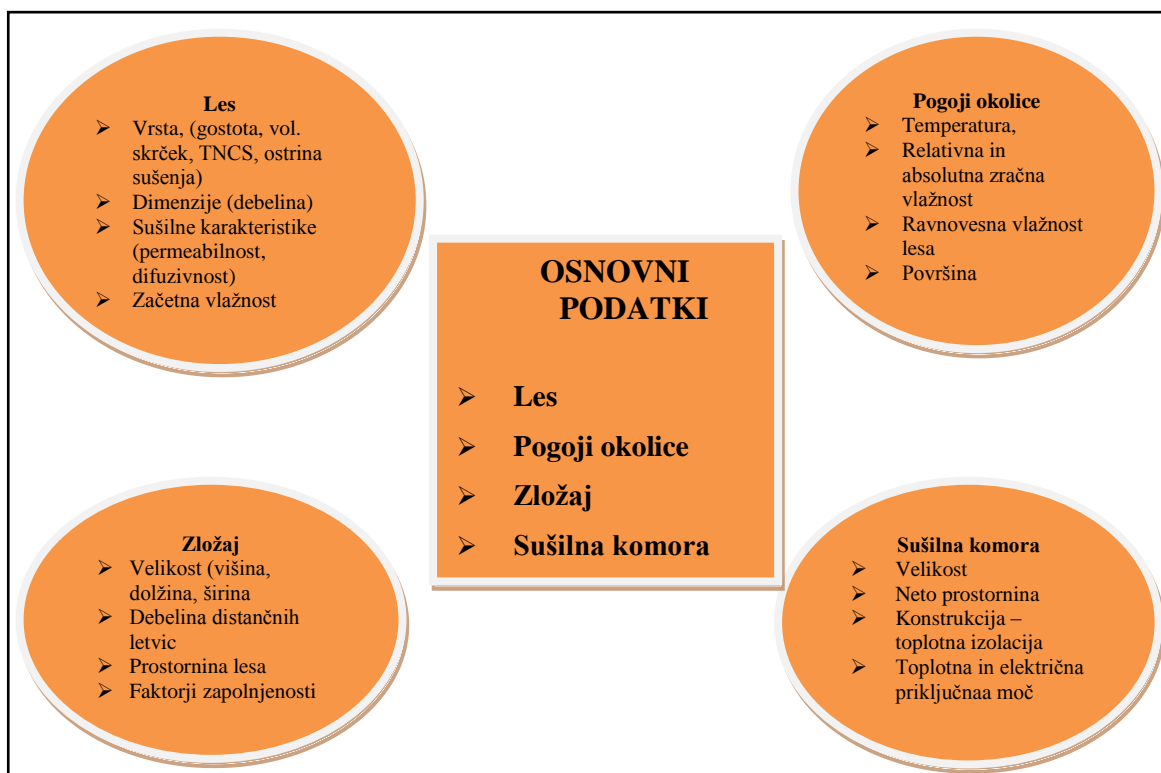 Les
➢ Vrsta, (gostota, vol.
skrček, TNCS, ostrina
sušenja)
➢ Dimenzije (debelina)
➢ Sušilne karakteristike
(permeabilnost,
difuzivnost)
➢ Začetna vlažnost
Pogoji okolice
➢ Temperatura,
➢ Relativna in
absolutna zračna
vlažnost
➢ Ravnovesna vlažnost
lesa
➢ Površina
OSNOVNI
PODATKI
➢ Les
➢ Pogoji okolice
➢ Zložaj
➢ Sušilna komora
Zložaj
➢ Velikost (višina,
dolžina, širina
➢ Debelina distančnih
letvic
➢ Prostornina lesa
➢ Faktorji zapolnjenosti
Sušilna komora
➢ Velikost
➢ Neto prostornina
➢ Konstrukcija –
toplotna izolacija
➢ Toplotna in električna
priključnaa moč